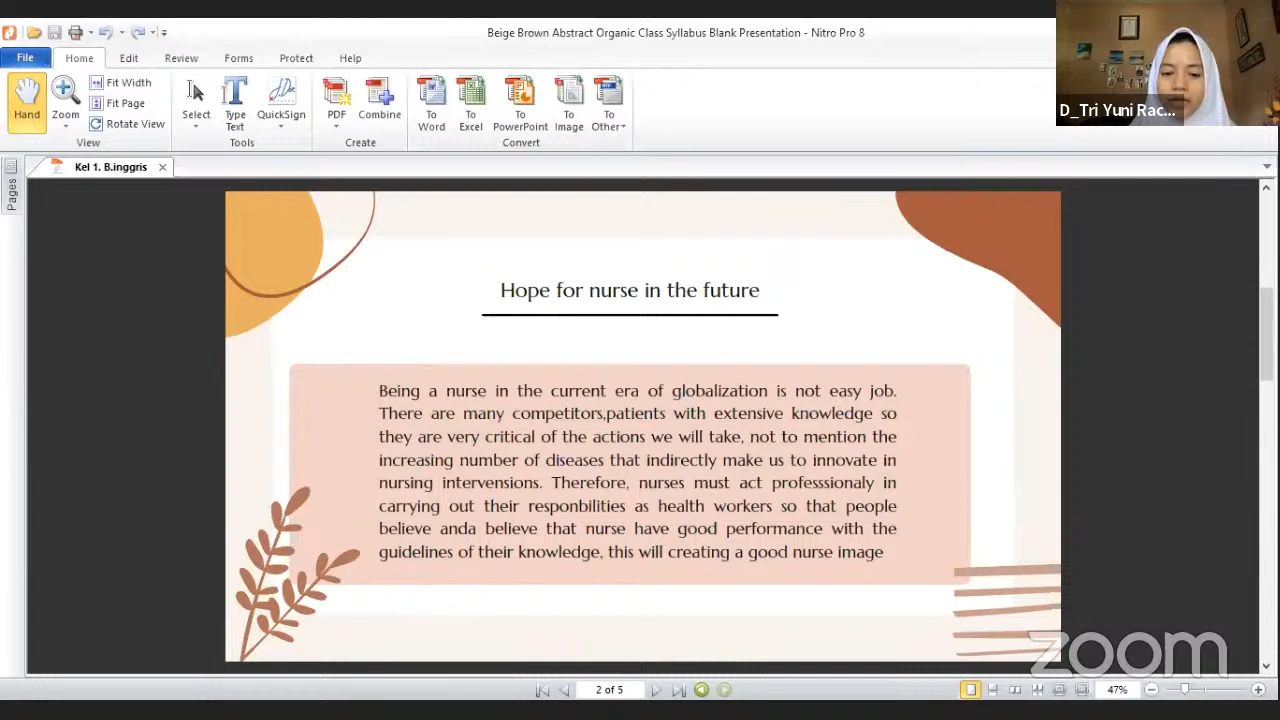 Beige Brown Abstract Organic Class Syllabus Blank Presentation - Nitro Pro 8
File Home Edit Review View Forms Protect Help
Hand
Zoom
Fit Width
Fit Page
Rotate View
View
Select
Type Text
QuickSign
Tools
PDF
Combine
Create
To Word
To Excel
To PowerPoint
To Image
To Other
Convert
D_Tri Yuni Rac...
Kel 1. B.inggris
Pages
Hope for nurse in the future
Being a nurse in the current era of globalization is not easy job.
There are many competitors,patients with extensive knowledge so
they are very critical of the actions we will take, not to mention the
increasing number of diseases that indirectly make us to innovate in
nursing intervensions. Therefore, nurses must act professsionaly in
carrying out their responbilities as health workers so that people
believe anda believe that nurse have good performance with the
guidelines of their knowledge, this will creating a good nurse image
zoom
2 of 5
47%